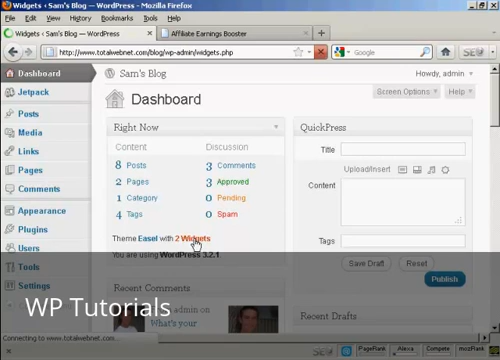 Widgets ‹ Sam's Blog — WordPress - Mozilla Firefox
File Edit View History Bookmarks Tools Help
Widgets ‹ Sam's Blog — WordPress
Affiliate Earnings Booster
http://www.totalwebnet.com/blog/wp-admin/widgets.php
Google
Sam's Blog
Howdy, admin
Dashboard
Jetpack
Posts
Media
Links
Pages
Comments
Appearance
Plugins
Users
Tools
Settings
Screen Options
Help
Dashboard
Right Now
Content
Discussion
8 Posts
3 Comments
2 Pages
3 Approved
1 Category
0 Pending
4 Tags
0 Spam
Theme Easel with 2 Widgets
You are using WordPress 3.2.1.
Recent Comments
admin on
What's your
QuickPress
Title
Upload/Insert
Content
Tags
Save Draft
Reset
Publish
Recent Drafts
WP Tutorials
Connecting to www.totalwebnet.com...
PageRank
Alexa
Compete
mozRank